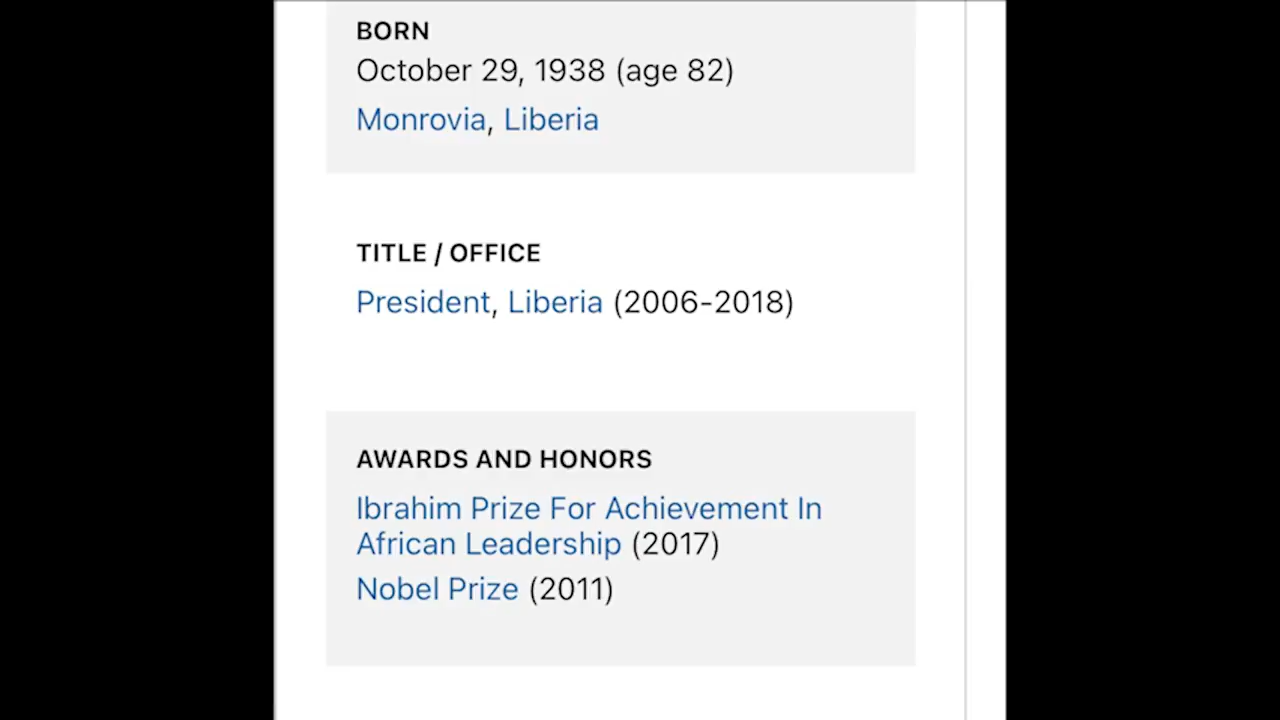 BORN
October 29, 1938 (age 82)
Monrovia, Liberia
TITLE / OFFICE
President, Liberia (2006-2018)
AWARDS AND HONORS
Ibrahim Prize For Achievement In
African Leadership (2017)
Nobel Prize (2011)